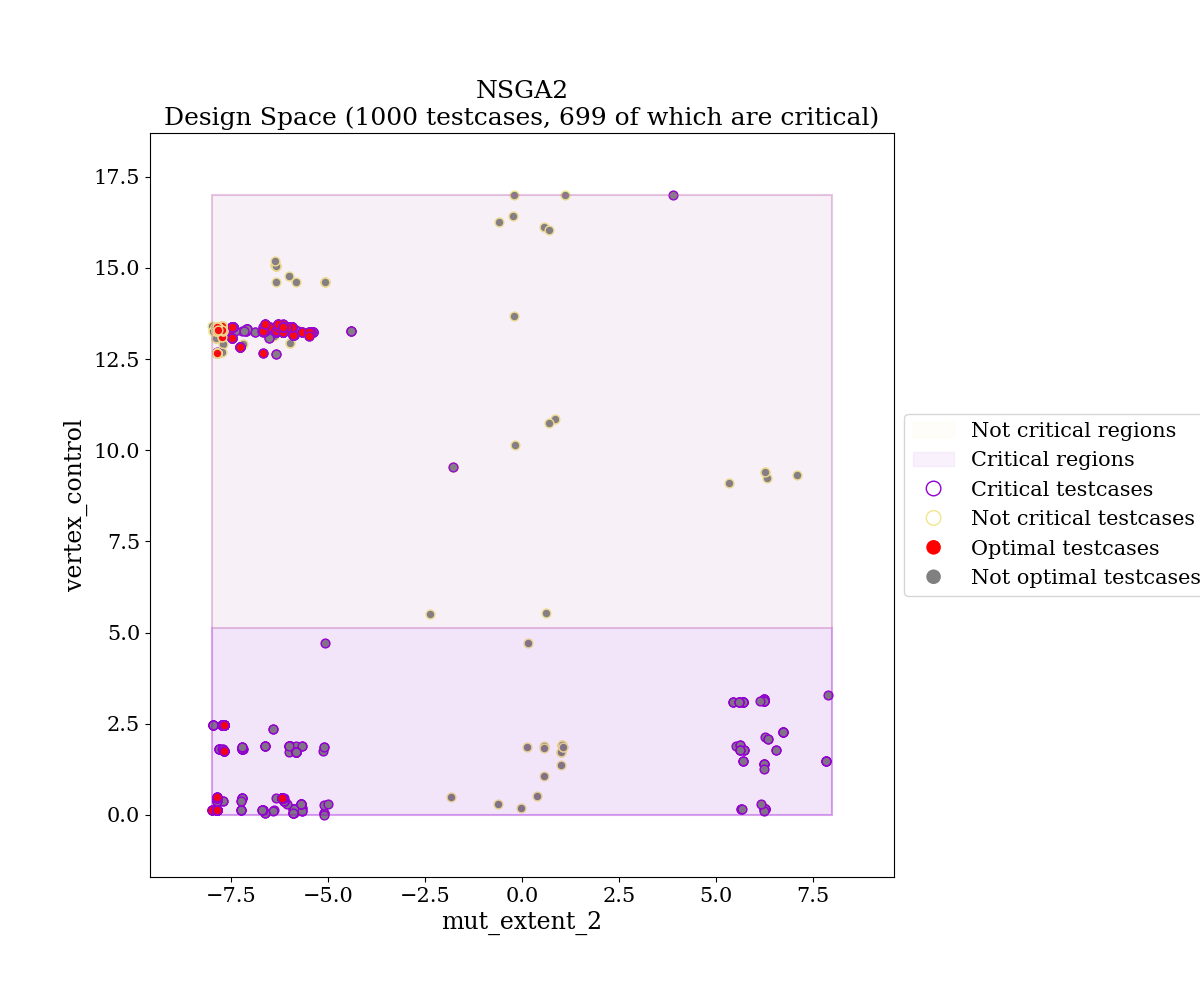 NSGA2
Design Space (1000 testcases, 699 of which are critical)
17.5
15.0
12.5
10.0
7.5
5.0
2.5
0.0
vertex_control
−7.5
−5.0
−2.5
0.0
2.5
5.0
7.5
mut_extent_2
Not critical regions
Critical regions
Critical testcases
Not critical testcases
Optimal testcases
Not optimal testcases